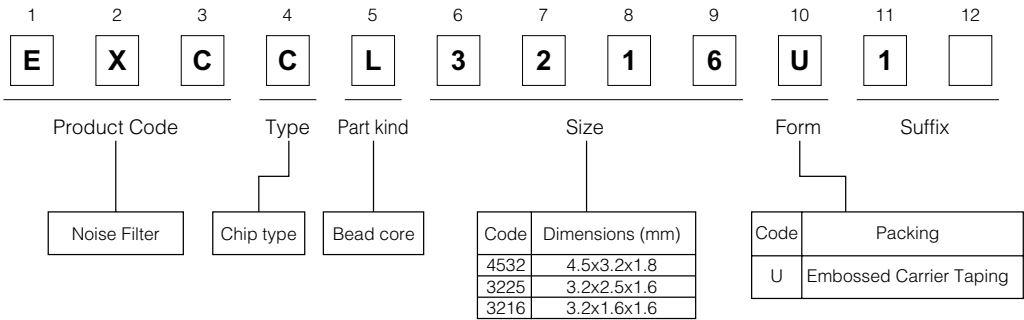 1 2 3 4 5 6 7 8 9 10 11 12
E X C C L 3 2 1 6 U 1
Product Code Type Part kind Size Form Suffix
Noise Filter Chip type Bead core
Code Dimensions (mm)
4532 4.5x3.2x1.8
3225 3.2x2.5x1.6
3216 3.2x1.6x1.6
Code Packing
U Embossed Carrier Taping